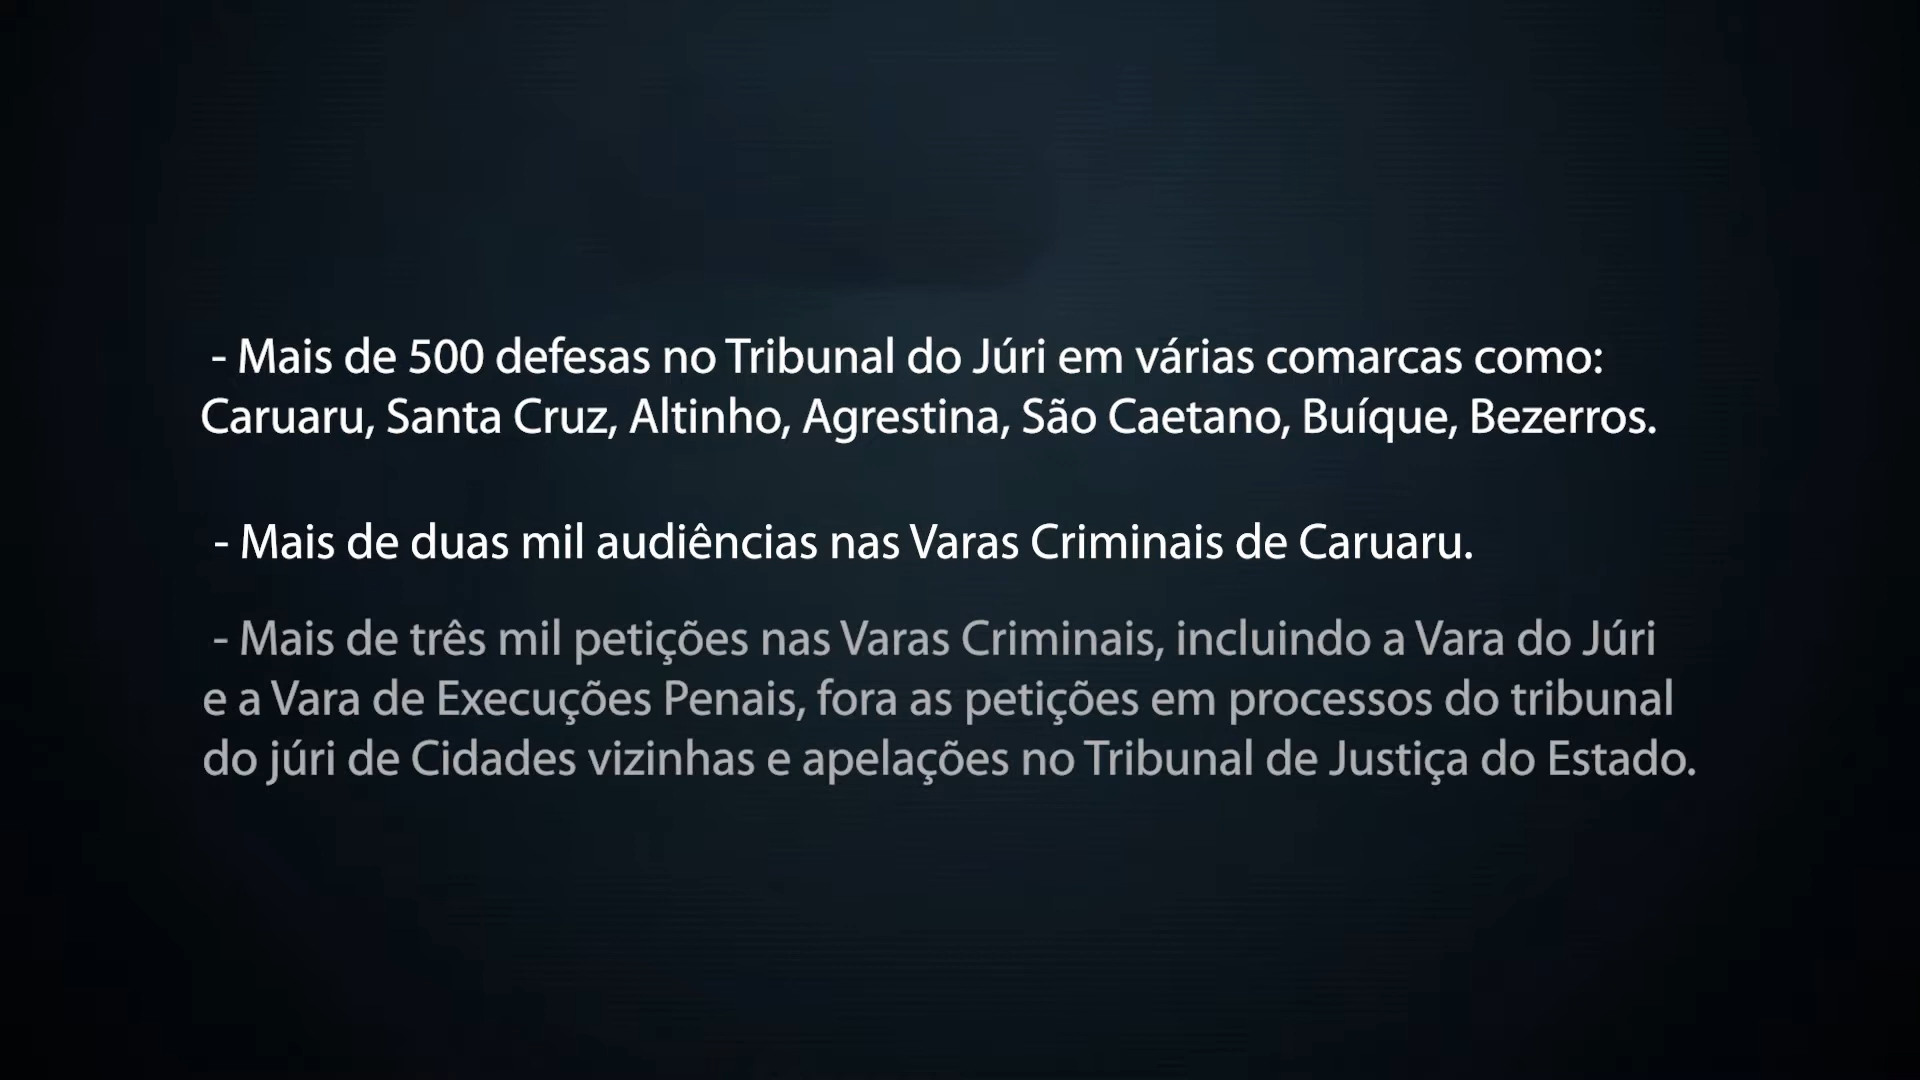 - Mais de 500 defesas no Tribunal do Júri em várias comarcas como:
Caruaru, Santa Cruz, Altinho, Agrestina, São Caetano, Buíque, Bezerros.
- Mais de duas mil audiências nas Varas Criminais de Caruaru.
- Mais de três mil petições nas Varas Criminais, incluindo a Vara do Júri
e a Vara de Execuções Penais, fora as petições em processos do tribunal
do júri de Cidades vizinhas e apelações no Tribunal de Justiça do Estado.